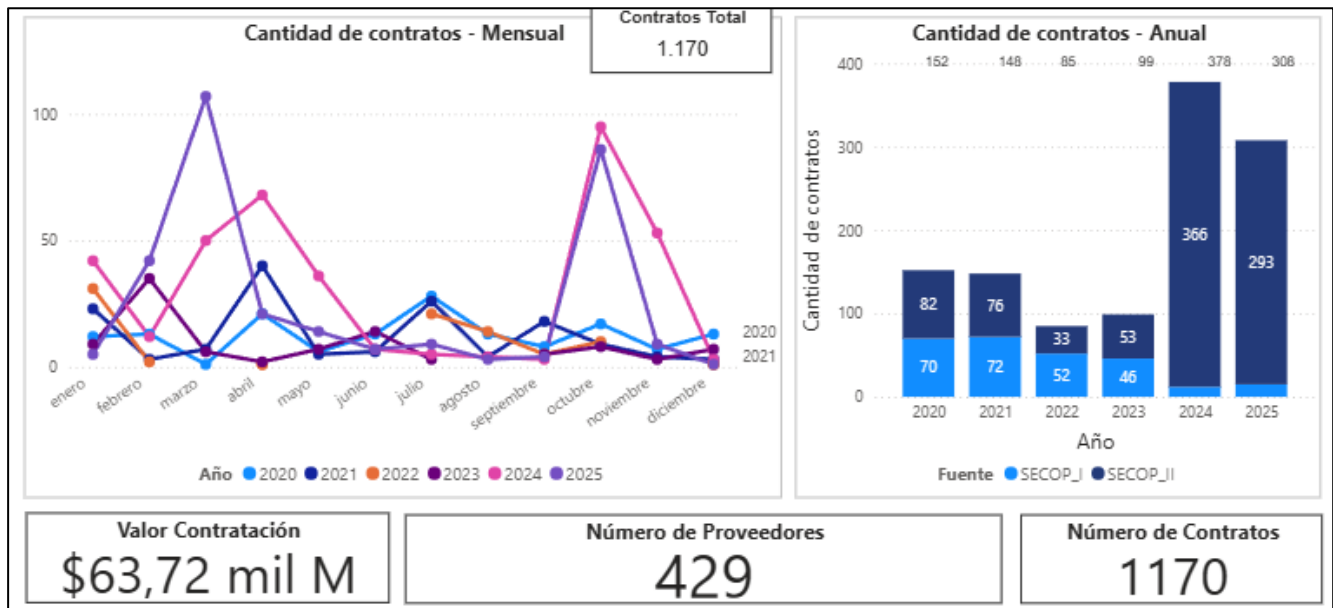 Cantidad de contratos - Mensual
Contratos Total
1.170
100
50
0
enero
febrero
marzo
abril
mayo
junio
julio
agosto
septiembre
octubre
noviembre
diciembre
2020
2021
Año 2020 2021 2022 2023 2024 2025
Cantidad de contratos - Anual
152 148 85 99 378 308
Cantidad de contratos
400
300
200
100
0
82 76 33 53 366 293
70 72 52 46
2020 2021 2022 2023 2024 2025
Año
Fuente SECOP_I SECOP_II
Valor Contratación
$63,72 mil M
Número de Proveedores
429
Número de Contratos
1170